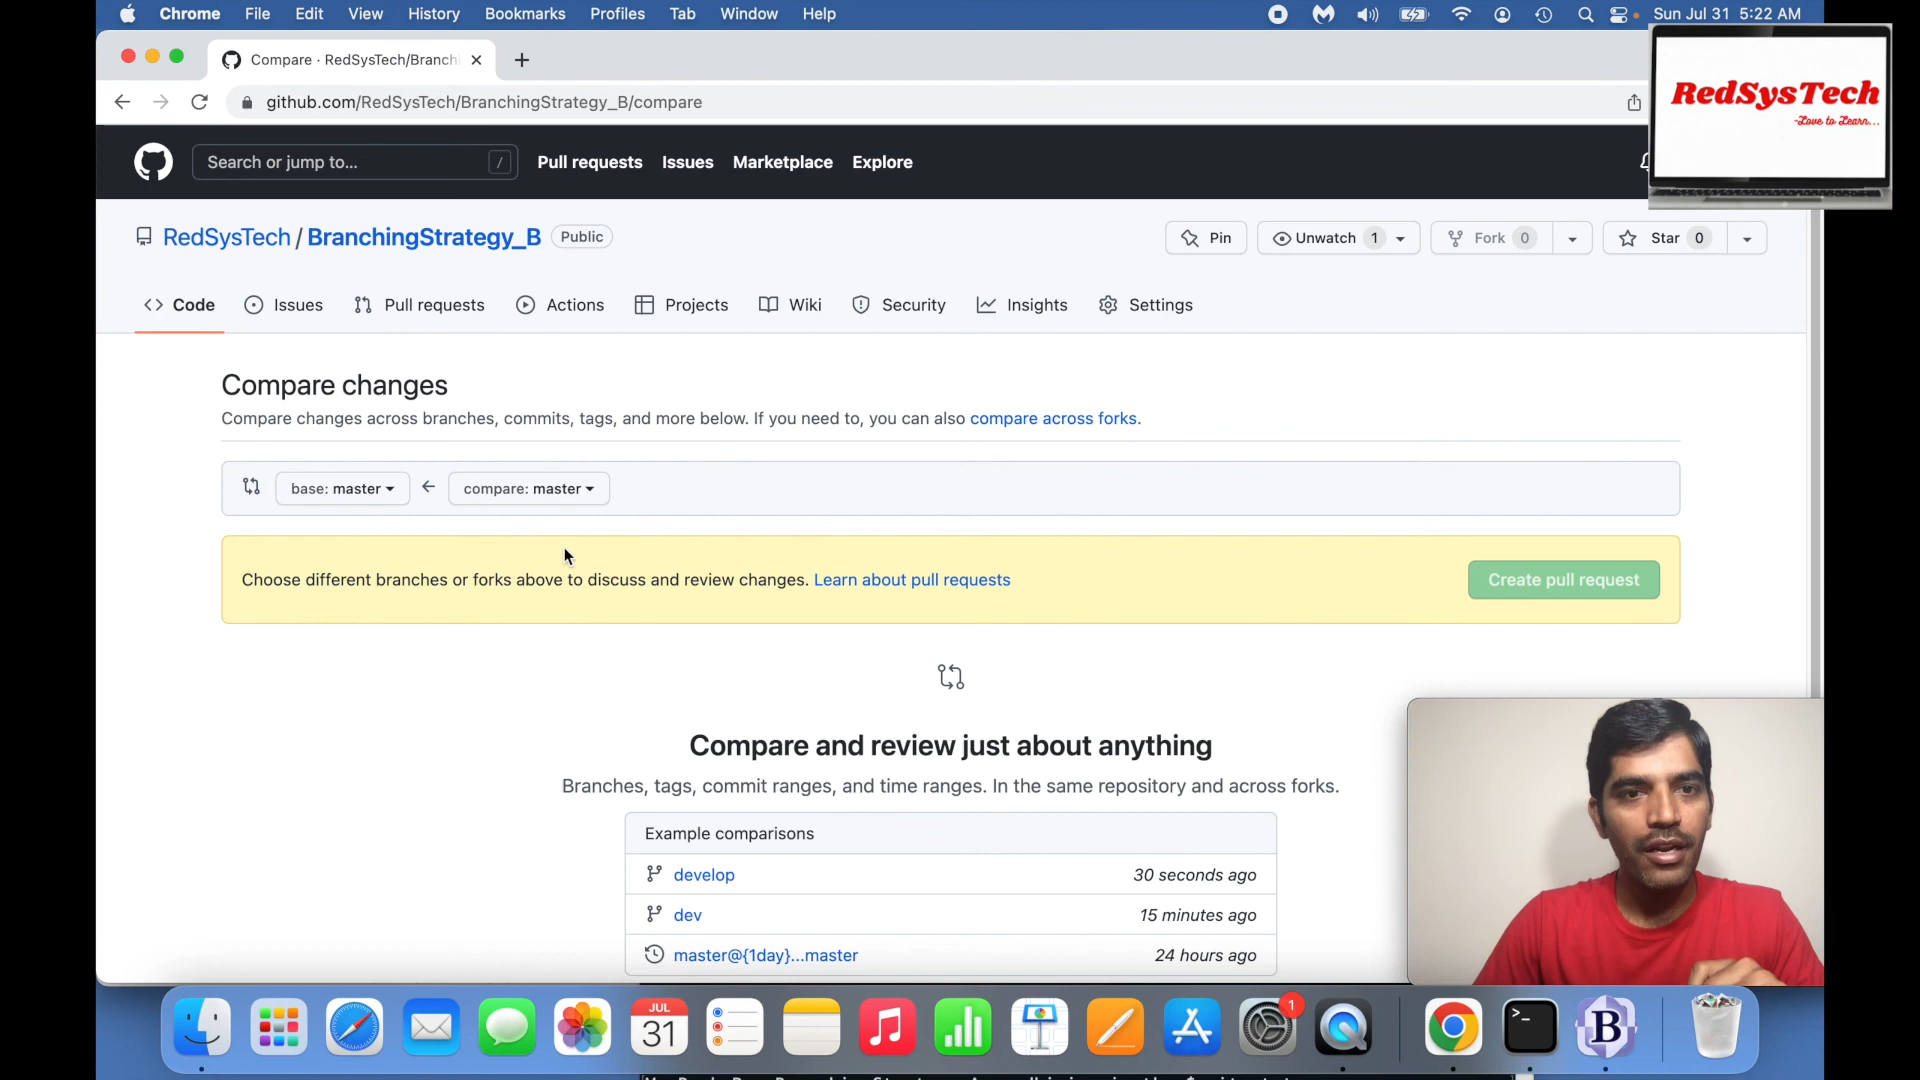 Chrome File Edit View History Bookmarks Profiles Tab Window Help Sun Jul 31 5:22 AM
Compare · RedSysTech/Branchi
github.com/RedSysTech/BranchingStrategy_B/compare
RedSysTech
-Love to Learn...
Search or jump to... / Pull requests Issues Marketplace Explore
RedSysTech / BranchingStrategy_B Public Pin Unwatch 1 Fork 0 Star 0
Code Issues Pull requests Actions Projects Wiki Security Insights Settings
Compare changes
Compare changes across branches, commits, tags, and more below. If you need to, you can also compare across forks.
base: master compare: master
Choose different branches or forks above to discuss and review changes. Learn about pull requests Create pull request
Compare and review just about anything
Branches, tags, commit ranges, and time ranges. In the same repository and across forks.
Example comparisons
develop 30 seconds ago
dev 15 minutes ago
master@{1day}...master 24 hours ago
JUL
31
1
>_
B